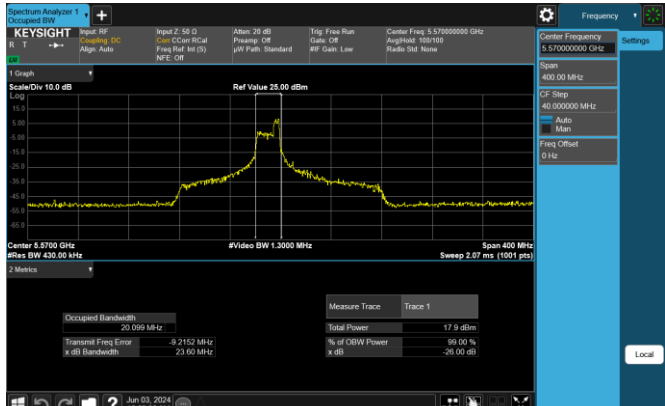 Spectrum Analyzer 1
Occupied BW
Frequency
KEYSIGHT
R T
Input: RF
Coupling: DC
Align: Auto
Input Z: 50 Ω
Corr CCorr RCal
Freq Ref: Int (S)
NFE: Off
Atten: 20 dB
Preamp: Off
µW Path: Standard
Trig: Free Run
Gate: Off
#IF Gain: Low
Center Freq: 5.570000000 GHz
Avg|Hold: 100/100
Radio Std: None
Center Frequency
5.570000000 GHz
Settings
Span
400.00 MHz
CF Step
40.000000 MHz
Auto
Man
Freq Offset
0 Hz
1 Graph
Scale/Div 10.0 dB
Ref Value 25.00 dBm
Log
15.0
5.00
-5.00
-15.0
-25.0
-35.0
-45.0
-55.0
-65.0
Center 5.5700 GHz
#Video BW 1.3000 MHz
Span 400 MHz
#Res BW 430.00 kHz
Sweep 2.07 ms (1001 pts)
2 Metrics
Measure Trace
Trace 1
Occupied Bandwidth
20.099 MHz
Total Power
17.9 dBm
Transmit Freq Error
-9.2152 MHz
% of OBW Power
99.00 %
x dB Bandwidth
23.60 MHz
x dB
-26.00 dB
Local
Jun 03, 2024